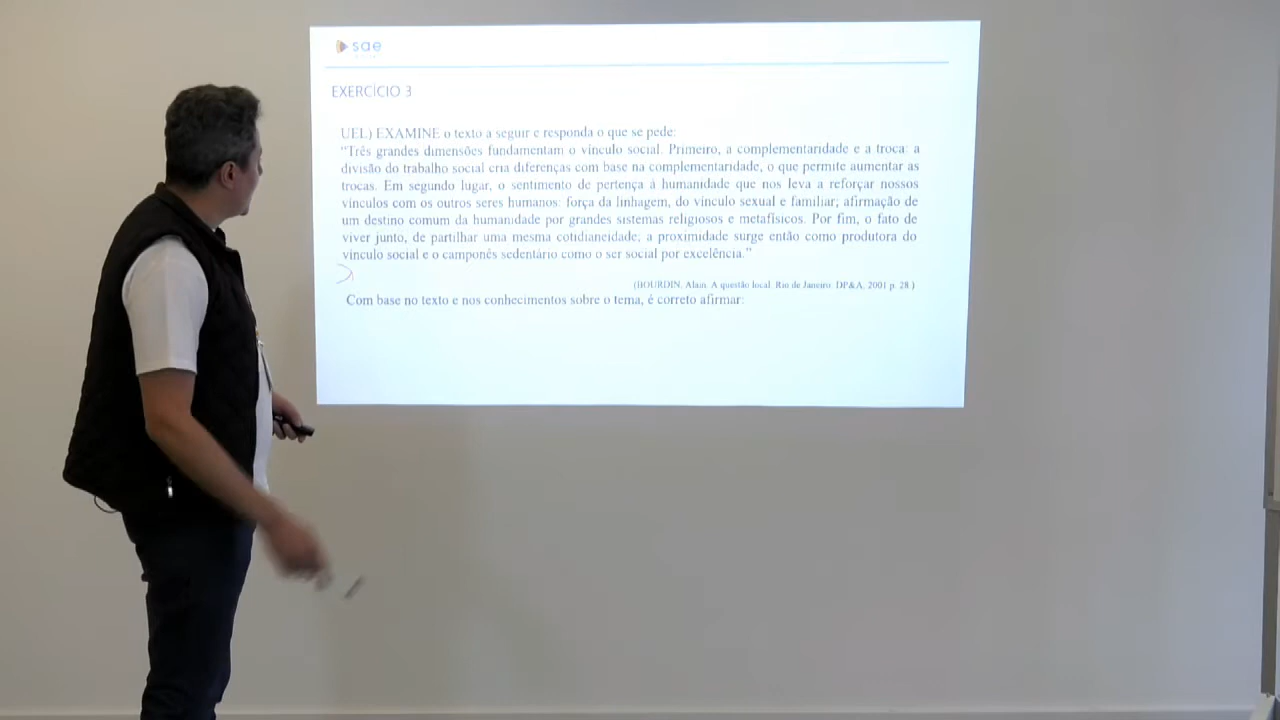 sae
EXERCÍCIO 3
UEL) EXAMINE o texto a seguir e responda o que se pede:
“Três grandes dimensões fundamentam o vínculo social. Primeiro, a complementaridade e a troca: a
divisão do trabalho social cria diferenças com base na complementaridade, o que permite aumentar as
trocas. Em segundo lugar, o sentimento de pertença à humanidade que nos leva a reforçar nossos
vínculos com os outros seres humanos: força da linhagem, do vínculo sexual e familiar; afirmação de
um destino comum da humanidade por grandes sistemas religiosos e metafísicos. Por fim, o fato de
viver junto, de partilhar uma mesma cotidianeidade; a proximidade surge então como produtora do
vínculo social e o camponês sedentário como o ser social por excelência.”
(BOURDIN, Alain. A questão local. Rio de Janeiro: DP&A, 2001 p. 28.)
Com base no texto e nos conhecimentos sobre o tema, é correto afirmar: